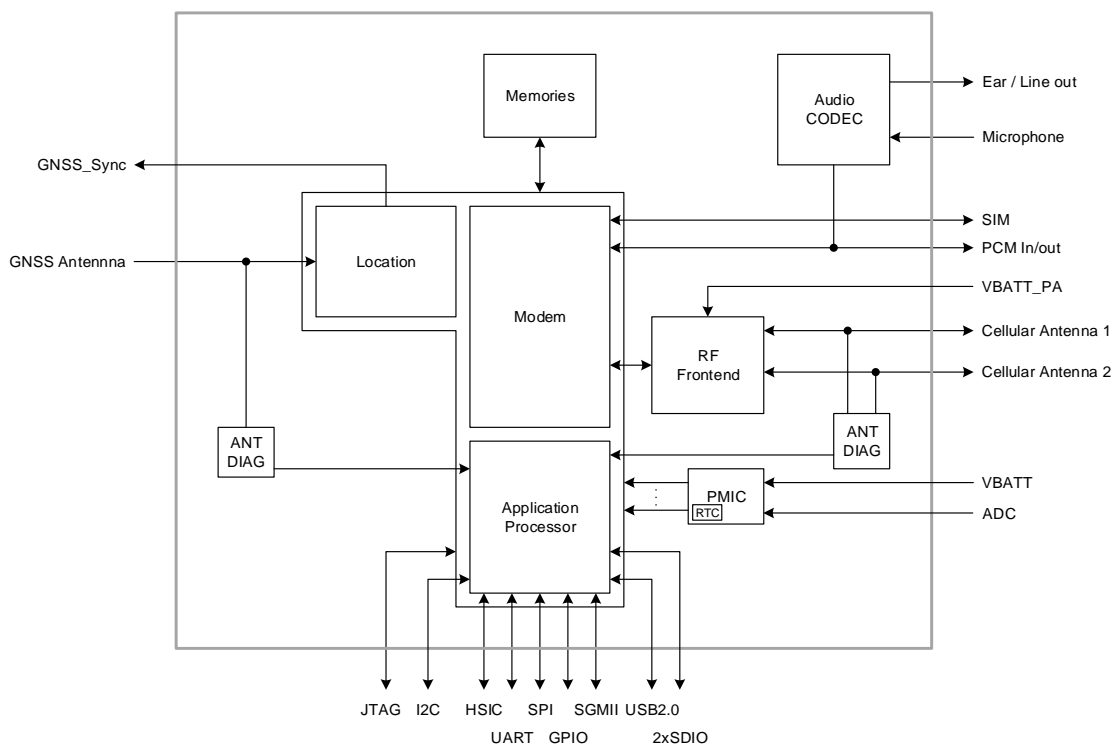 Memories
Audio
CODEC
Ear / Line out
Microphone
GNSS_Sync
SIM
GNSS Antennna
Location
PCM In/out
VBATT_PA
Modem
RF
Frontend
Cellular Antenna 1
Cellular Antenna 2
ANT
DIAG
ANT
DIAG
Application
Processor
PMIC
RTC
VBATT
ADC
JTAG
I2C
HSIC
SPI
SGMII
USB2.0
UART
GPIO
2xSDIO